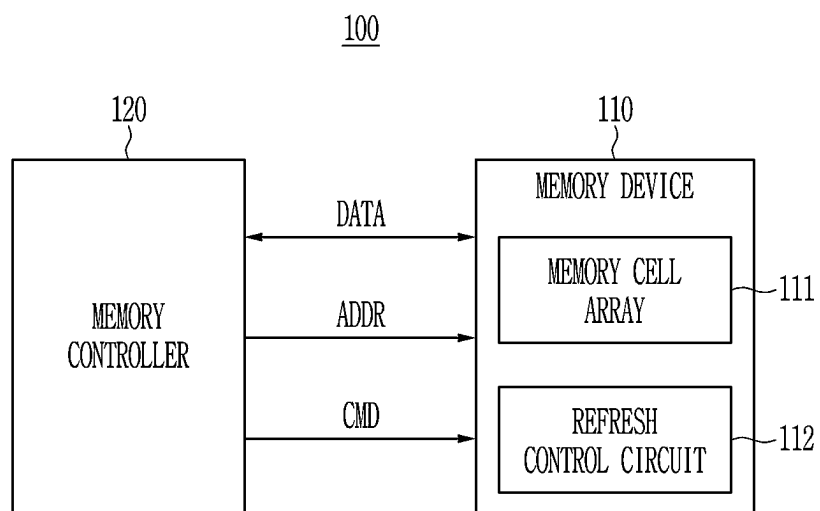 100
120
110
MEMORY DEVICE
DATA
MEMORY CELL
ARRAY
111
MEMORY
CONTROLLER
ADDR
CMD
REFRESH
CONTROL CIRCUIT
112